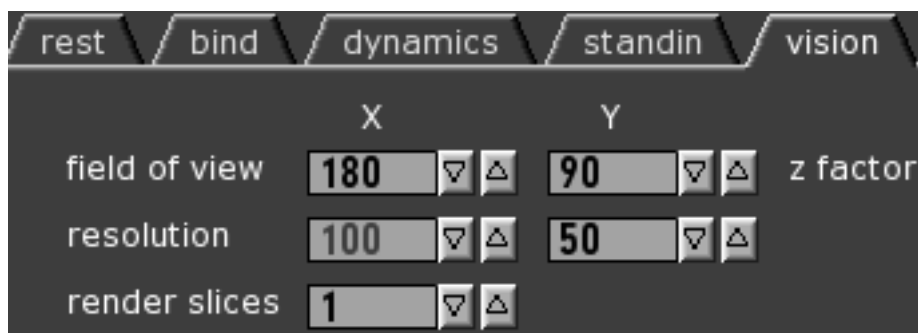 rest bind dynamics standin vision
X Y
field of view 180 90 z factor
resolution 100 50
render slices 1